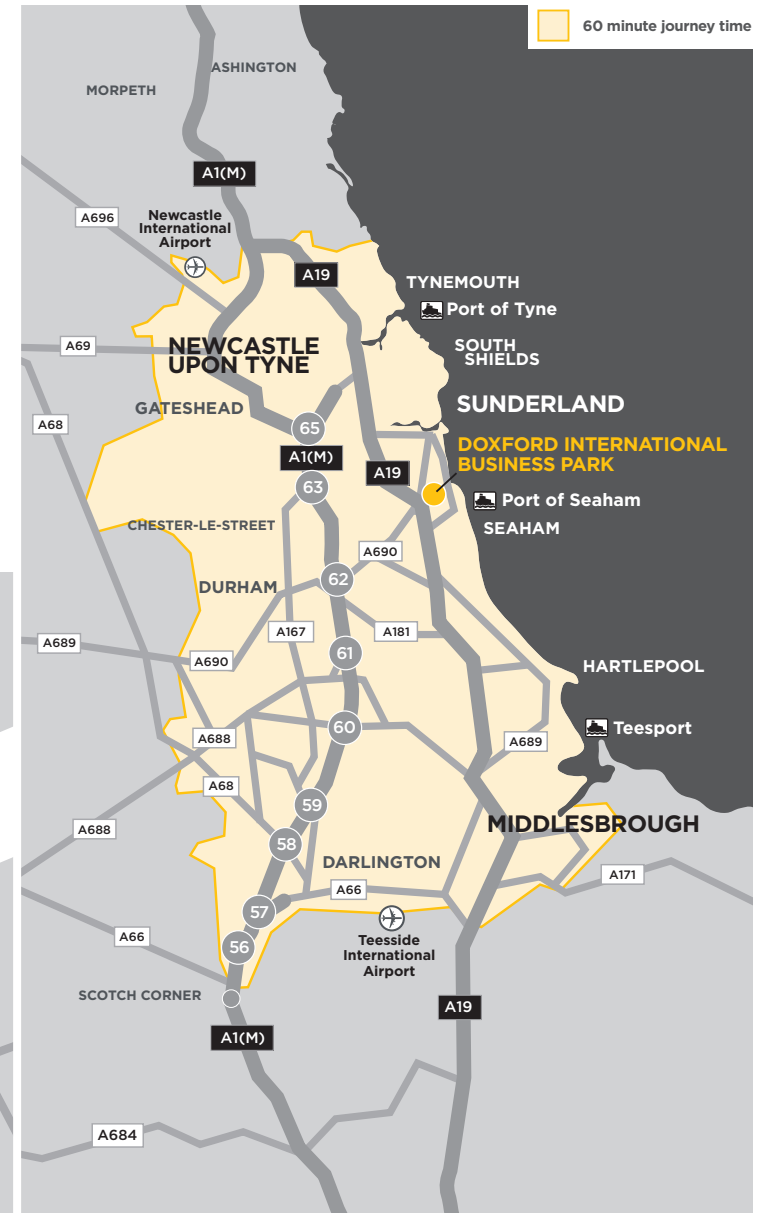 60 minute journey time
ASHINGTON
MORPETH
A1(M)
A696
Newcastle
International
Airport
A19
TYNEMOUTH
Port of Tyne
A69
NEWCASTLE
UPON TYNE
SOUTH
SHIELDS
GATESHEAD
SUNDERLAND
A68
65
DOXFORD INTERNATIONAL
BUSINESS PARK
A1(M)
A19
63
Port of Seaham
CHESTER-LE-STREET
SEAHAM
A690
62
DURHAM
A167
A181
A689
61
A690
HARTLEPOOL
60
Teesport
A688
A689
A68
59
MIDDLESBROUGH
A688
58
DARLINGTON
A171
A66
57
A66
56
Teesside
International
Airport
SCOTCH CORNER
A19
A1(M)
A684